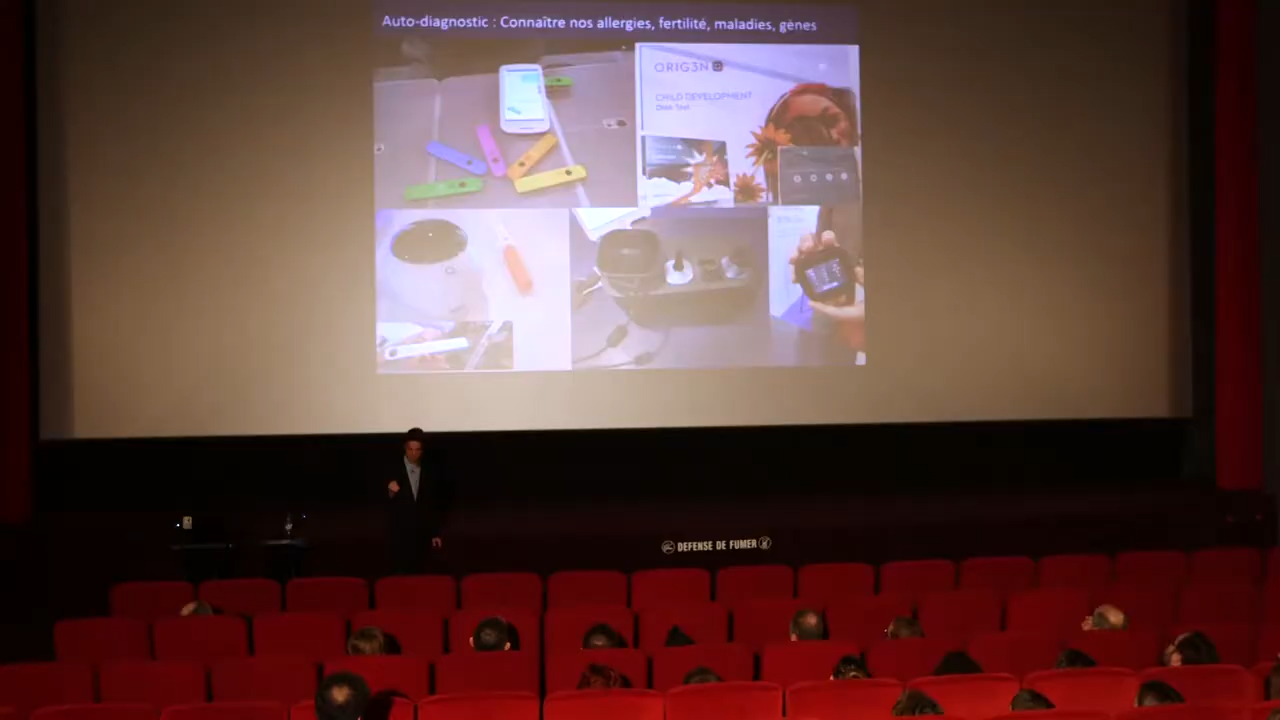 Auto-diagnostic : Connaître nos allergies, fertilité, maladies, gènes
ORIG3N
CHILD DEVELOPMENT
DEFENSE DE FUMER